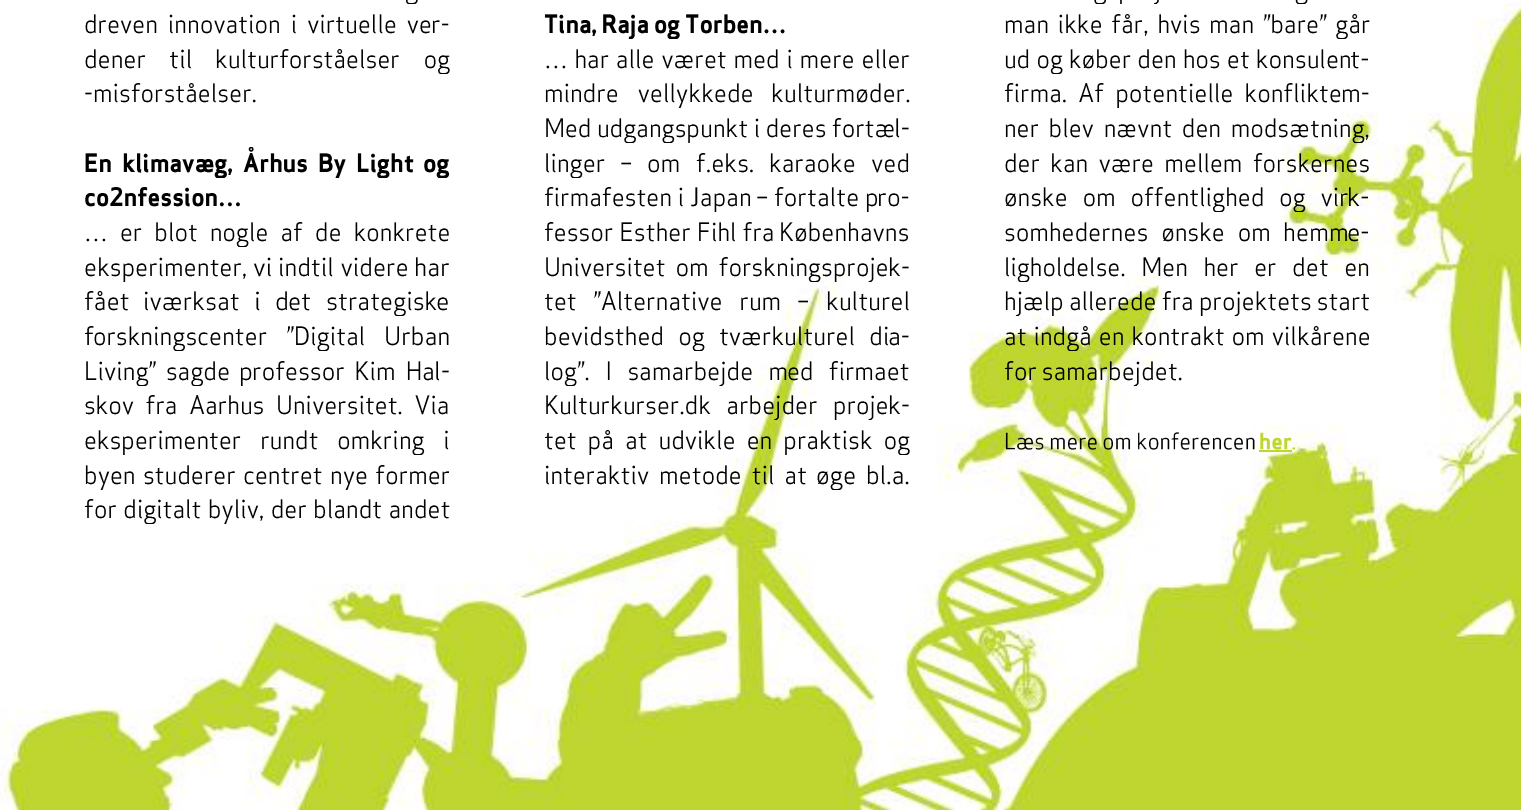 dreven innovation i virtuelle ver-
dener til kulturforståelser og
-misforståelser.
En klimavæg, Århus By Light og
co2nfession…
… er blot nogle af de konkrete
eksperimenter, vi indtil videre har
fået iværksat i det strategiske
forskningscenter ”Digital Urban
Living” sagde professor Kim Hal-
skov fra Aarhus Universitet. Via
eksperimenter rundt omkring i
byen studerer centret nye former
for digitalt byliv, der blandt andet
Tina, Raja og Torben…
… har alle været med i mere eller
mindre vellykkede kulturmøder.
Med udgangspunkt i deres fortæl-
linger – om f.eks. karaoke ved
firmafesten i Japan – fortalte pro-
fessor Esther Fihl fra Københavns
Universitet om forskningsprojek-
tet ”Alternative rum – kulturel
bevidsthed og tværkulturel dia-
log”. I samarbejde med firmaet
Kulturkurser.dk arbejder projek-
tet på at udvikle en praktisk og
interaktiv metode til at øge bl.a.
man ikke får, hvis man ”bare” går
ud og køber den hos et konsulent-
firma. Af potentielle konfliktem-
ner blev nævnt den modsætning,
der kan være mellem forskernes
ønske om offentlighed og virk-
somhedernes ønske om hemme-
ligholdelse. Men her er det en
hjælp allerede fra projektets start
at indgå en kontrakt om vilkårene
for samarbejdet.
Læs mere om konferencen her.